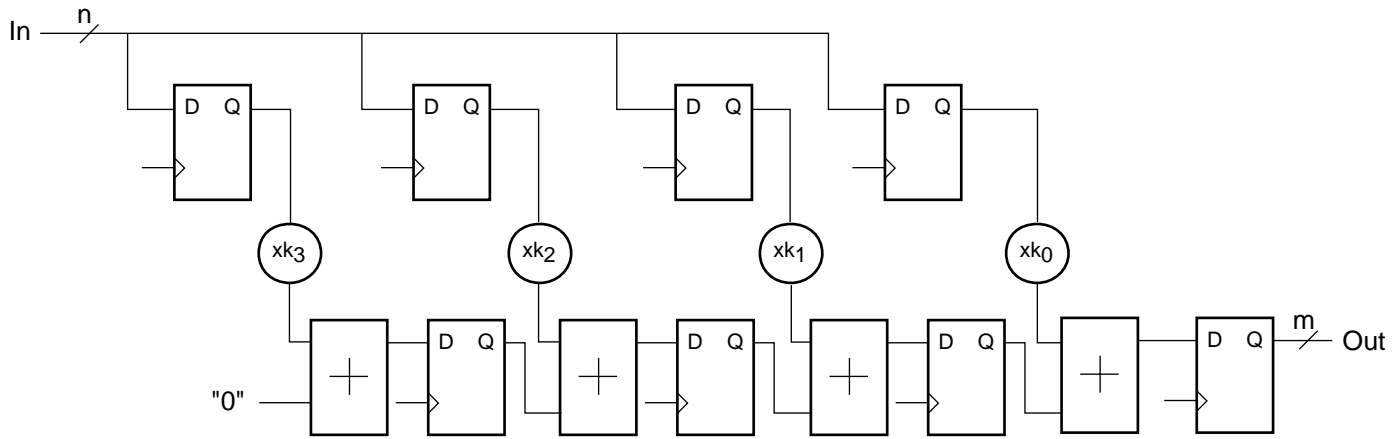 n
In
D Q D Q D Q D Q
xk3 xk2 xk1 xk0
m
D Q D Q D Q D Q
Out
"0"